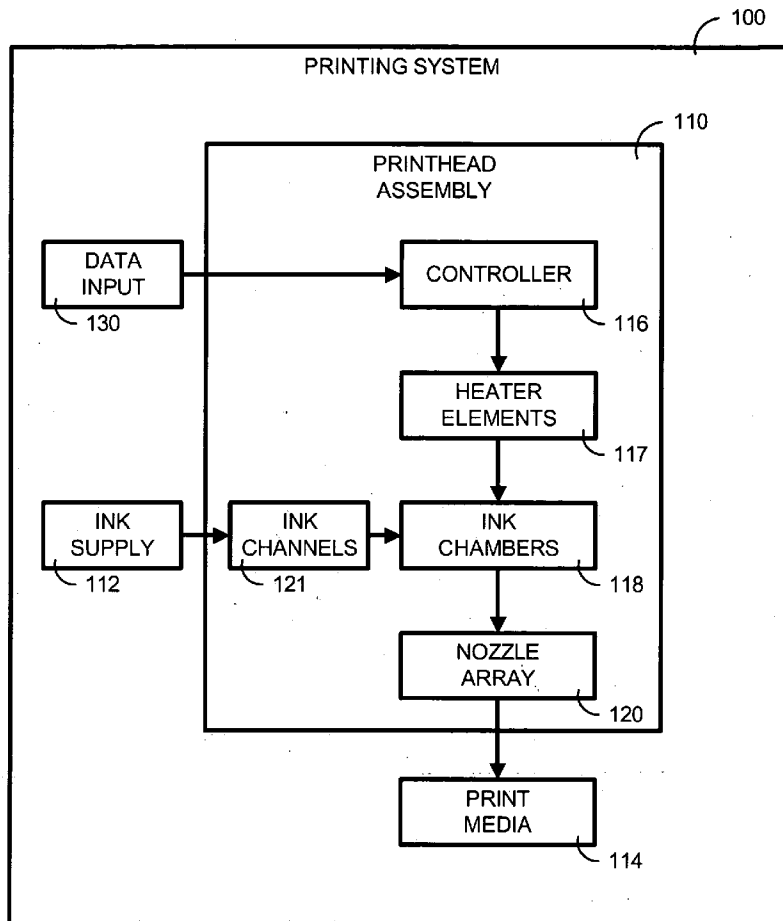 100
PRINTING SYSTEM
110
PRINTHEAD
ASSEMBLY
DATA
INPUT
130
CONTROLLER
116
HEATER
ELEMENTS
117
INK
SUPPLY
112
INK
CHANNELS
121
INK
CHAMBERS
118
NOZZLE
ARRAY
120
PRINT
MEDIA
114